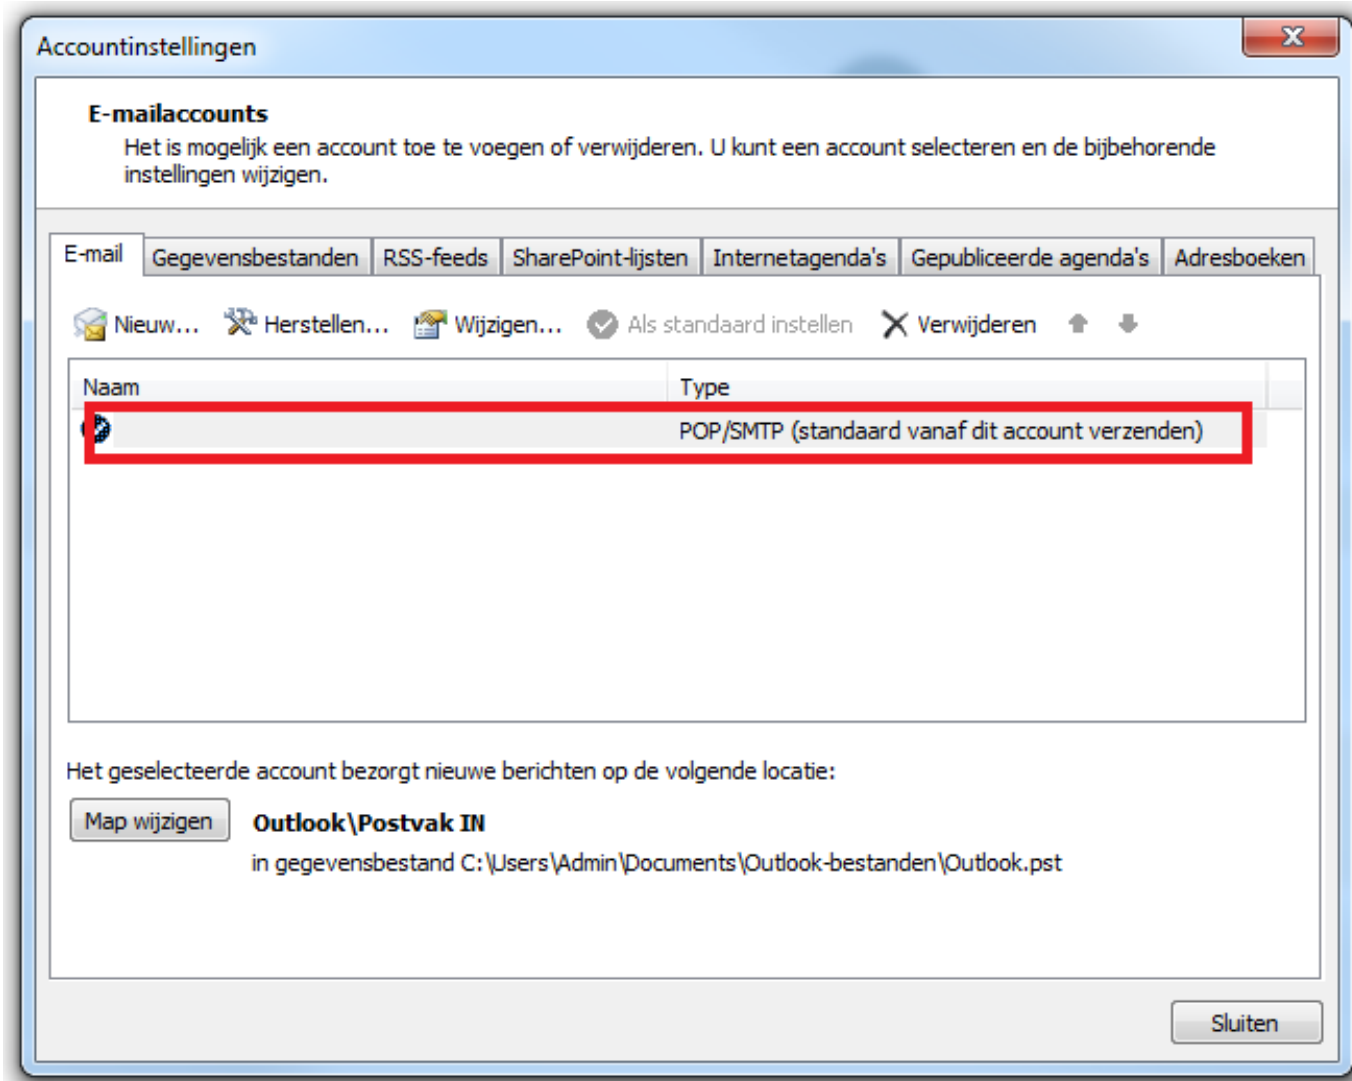 Accountinstellingen
E-mailaccounts
Het is mogelijk een account toe te voegen of verwijderen. U kunt een account selecteren en de bijbehorende
instellingen wijzigen.
E-mail Gegevensbestanden RSS-feeds SharePoint-lijsten Internetagenda's Gepubliceerde agenda's Adresboeken
Nieuw... Herstellen... Wijzigen... Als standaard instellen Verwijderen
Naam Type
POP/SMTP (standaard vanaf dit account verzenden)
Het geselecteerde account bezorgt nieuwe berichten op de volgende locatie:
Map wijzigen Outlook\Postvak IN
in gegevensbestand C:\Users\Admin\Documents\Outlook-bestanden\Outlook.pst
Sluiten